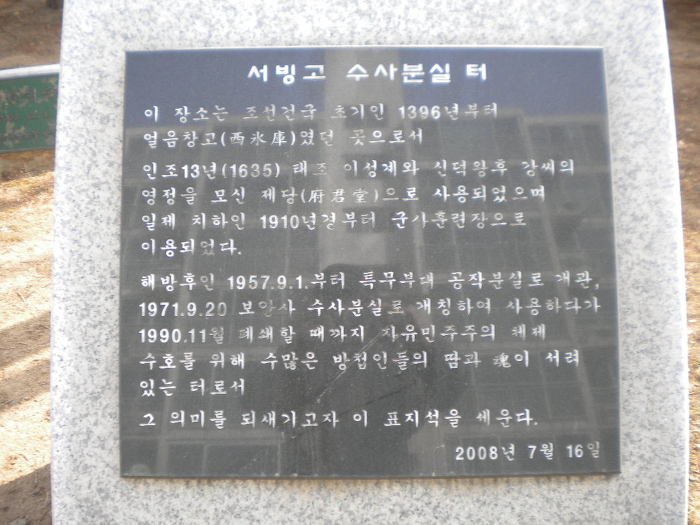 서빙고 수사분실 터
이 장소는 조선건국 초기인 1396년부터
얼음창고(西氷庫)였던 곳으로서
인조13년(1635) 태조 이성계와 신덕왕후 강씨의
영정을 모신 제당(府君堂)으로 사용되었으며
일제 치하인 1910년경부터 군사훈련장으로
이용되었다.
해방후인 1957.9.1.부터 특무부대 공작분실로 개관,
1971.9.20 보안사 수사분실로 개칭하여 사용하다가
1990.11월 폐쇄할 때까지 자유민주주의 체제
수호를 위해 수많은 방첩인들의 땀과 魂이 서려
있는 터로서
그 의미를 되새기고자 이 표지석을 세운다.
2008년 7월 16일